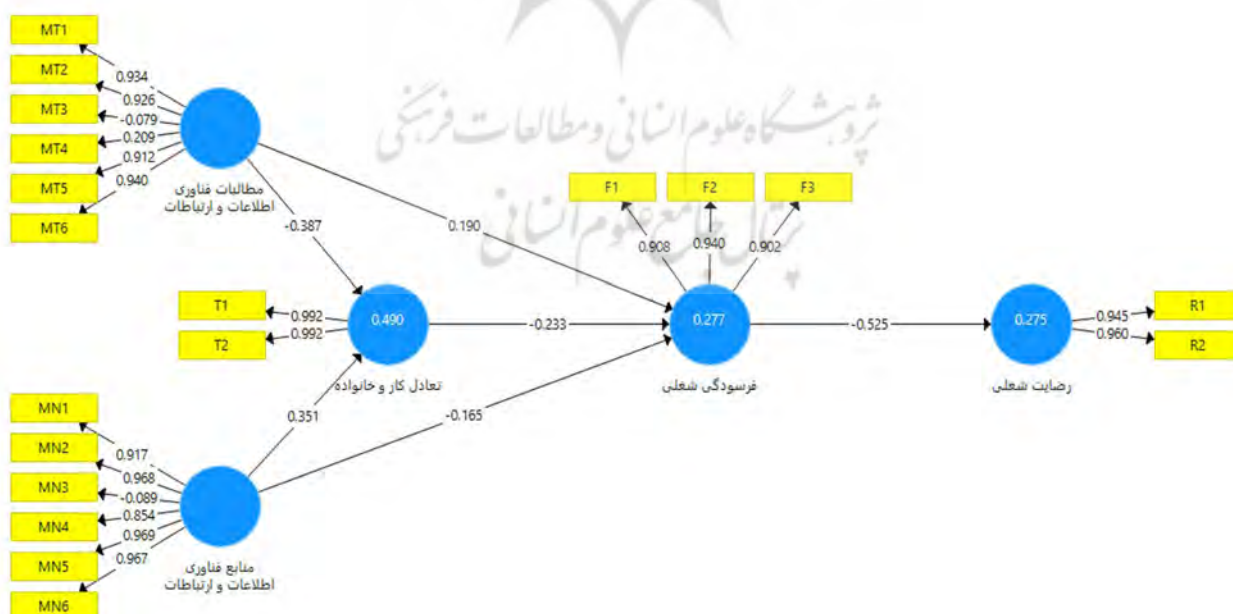 MT1
MT2
MT3
MT4
MT5
MT6
0.934
0.926
-0.079
0.209
0.912
0.940
مطالبات فناوری
اطلاعات و ارتباطات
-0.387
0.190
پژوهشگاه علوم انسانی و مطالعات فرهنگی
پرتال جامع علوم انسانی
F1
F2
F3
0.908
0.940
0.902
T1
T2
0.992
0.992
0.490
تعادل کار و خانواده
-0.233
0.277
فرسودگی شغلی
-0.525
0.275
رضایت شغلی
0.945
0.960
R1
R2
0.351
-0.165
MN1
MN2
MN3
MN4
MN5
MN6
0.917
0.968
-0.089
0.854
0.969
0.967
منابع فناوری
اطلاعات و ارتباطات